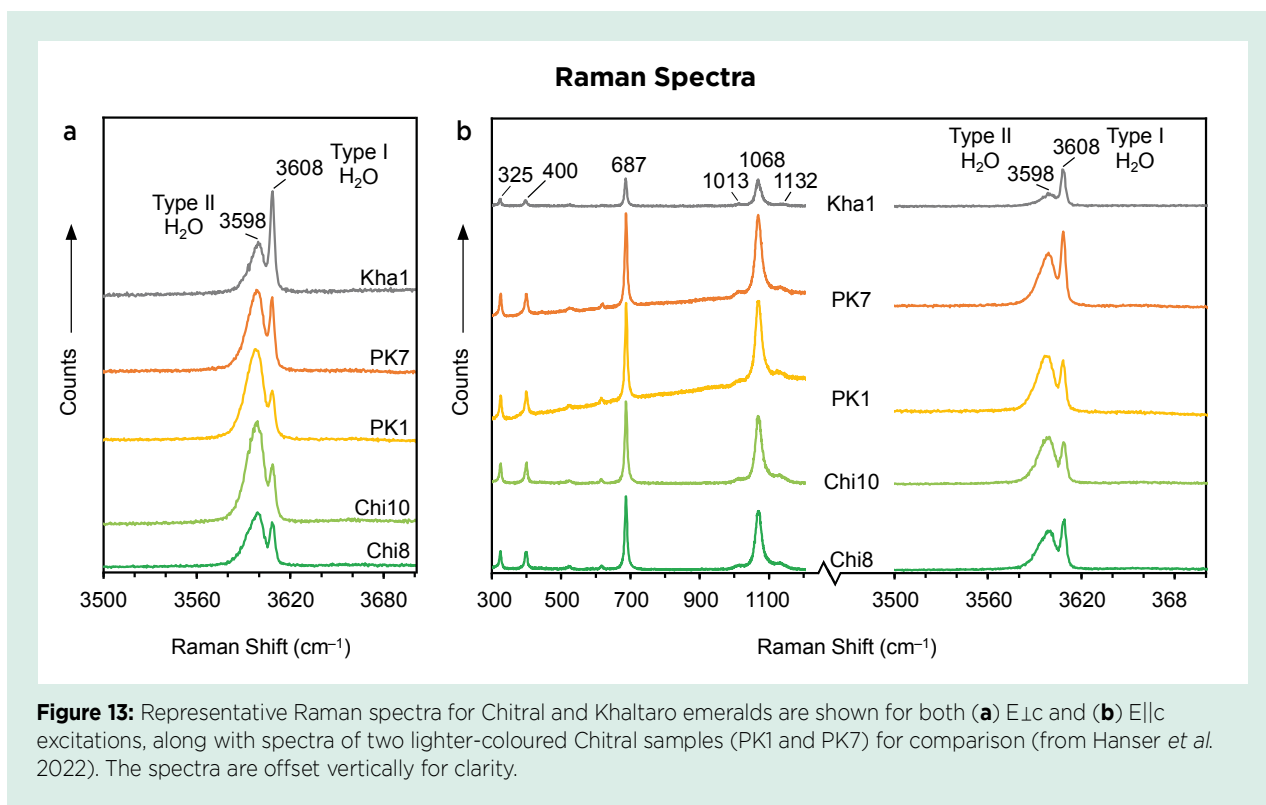 Raman Spectra
a
Type I
H₂O
3608
Type II
H₂O
3598
Kha1
PK7
PK1
Chi10
Chi8
Counts
3500 3560 3620 3680
Raman Shift (cm⁻¹)
b
Type II
H₂O
3598
3608
Type I
H₂O
325 400 687 1013 1068 1132
Kha1
PK7
PK1
Chi10
Chi8
Counts
300 500 700 900 1100 3500 3560 3620 368
Raman Shift (cm⁻¹)
Figure 13: Representative Raman spectra for Chitral and Khaltaro emeralds are shown for both (a) E⊥c and (b) E||c
excitations, along with spectra of two lighter-coloured Chitral samples (PK1 and PK7) for comparison (from Hanser et al.
2022). The spectra are offset vertically for clarity.